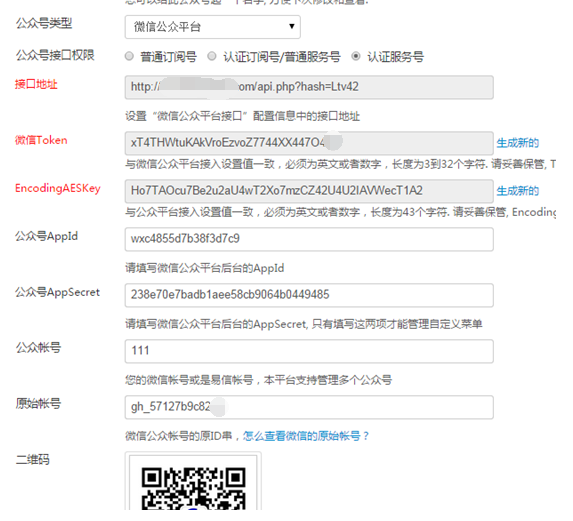 公众号类型
微信公众平台
公众号接口权限 普通订阅号 认证订阅号/普通服务号 认证服务号
接口地址
http:/ om/api.php?hash=Ltv42
设置“微信公众平台接口”配置信息中的接口地址
微信Token
xT4THWtuKAkVroEzvoZ7744XX447O4 生成新的
与微信公众平台接入设置值一致，必须为英文或者数字，长度为3到32个字符. 请妥善保管, T
EncodingAESKey
Ho7TAOcu7Be2u2aU4wT2Xo7mzCZ42U4U2IAVWecT1A2 生成新的
与公众平台接入设置值一致，必须为英文或者数字，长度为43个字符. 请妥善保管, Encoding
公众号AppId
wxc4855d7b38f3d7c9
请填写微信公众平台后台的AppId
公众号AppSecret
238e70e7badb1aee58cb9064b0449485
请填写微信公众平台后台的AppSecret, 只有填写这两项才能管理自定义菜单
公众帐号
111
您的微信帐号或是易信帐号，本平台支持管理多个公众号
原始帐号
gh_57127b9c82
微信公众帐号的原ID串，怎么查看微信的原始帐号？
二维码